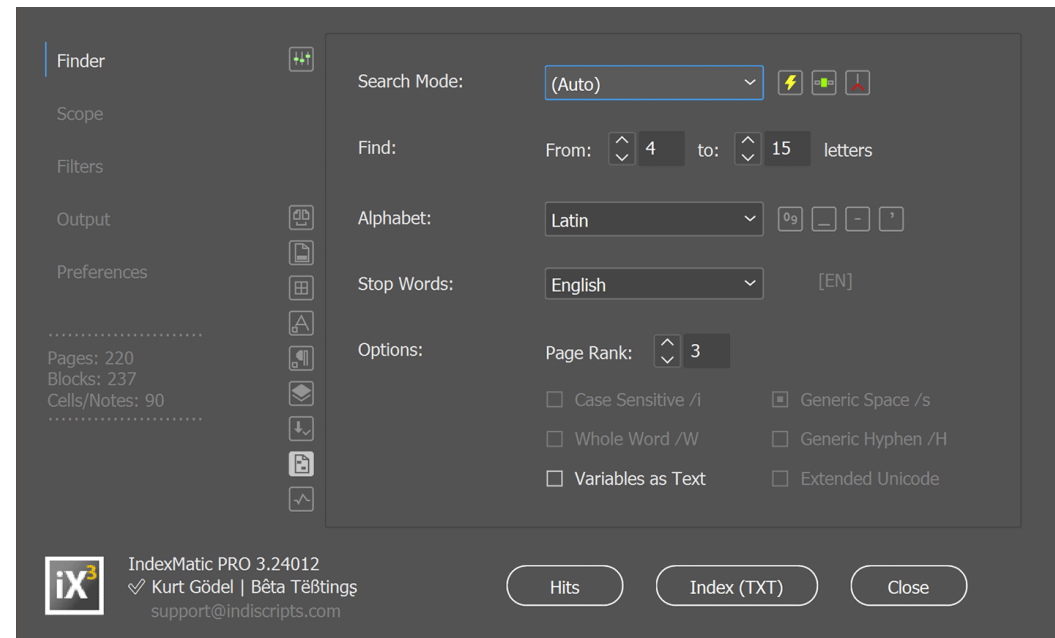 Finder
Scope
Filters
Output
Preferences
Pages: 220
Blocks: 237
Cells/Notes: 90
Search Mode:
(Auto)
Find:
From: 4 to: 15 letters
Alphabet:
Latin
09 _ - '
Stop Words:
English
[EN]
Options:
Page Rank: 3
Case Sensitive /i
Generic Space /s
Whole Word /W
Generic Hyphen /H
Variables as Text
Extended Unicode
iX3
IndexMatic PRO 3.24012
Kurt Gödel | Bêta Tëßtingş
support@indiscripts.com
Hits
Index (TXT)
Close